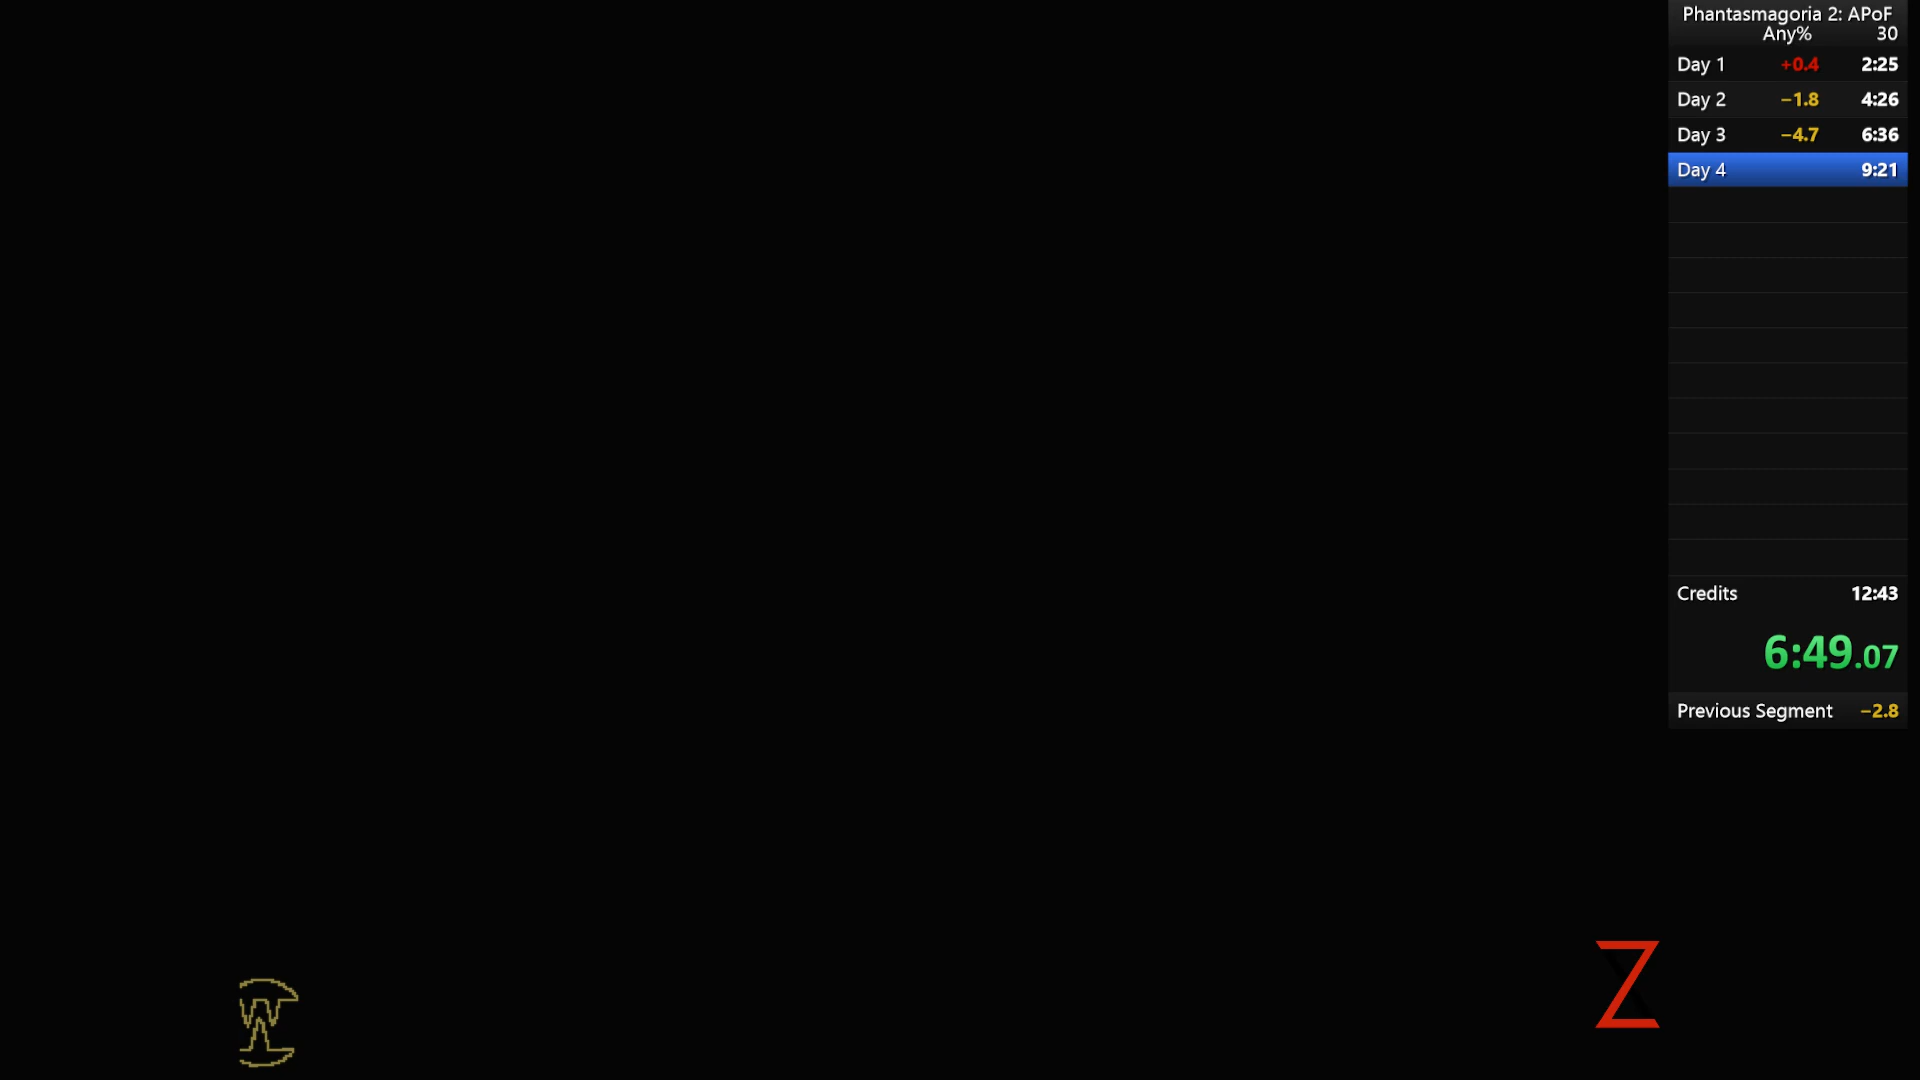 Phantasmagoria 2: APoF
Any% 30
Day 1 +0.4 2:25
Day 2 −1.8 4:26
Day 3 −4.7 6:36
Day 4 9:21
Credits 12:43
6:49.07
Previous Segment −2.8
Z